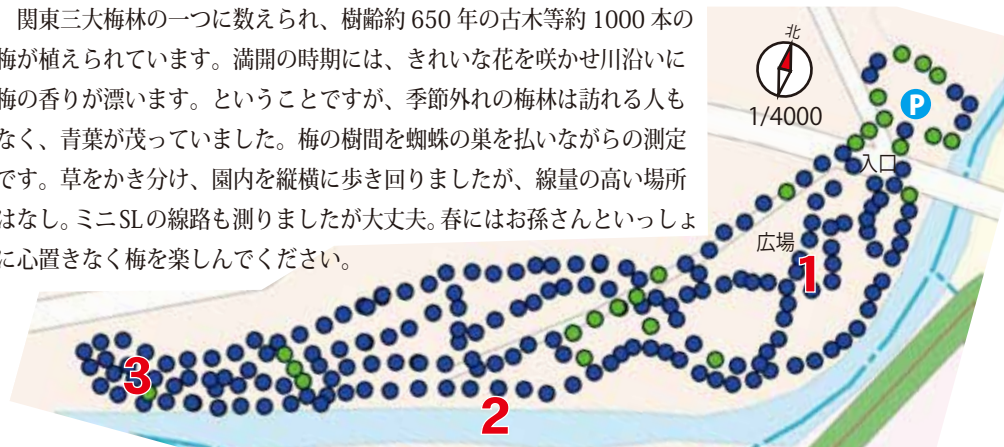 関東三大梅林の一つに数えられ、樹齢約 650 年の古木等約 1000 本の
梅が植えられています。満開の時期には、きれいな花を咲かせ川沿いに
梅の香りが漂います。ということですが、季節外れの梅林は訪れる人も
なく、青葉が茂っていました。梅の樹間を蜘蛛の巣を払いながらの測定
です。草をかき分け、園内を縦横に歩き回りましたが、線量の高い場所
はなし。ミニSLの線路も測りましたが大丈夫。春にはお孫さんといっしょ
に心置きなく梅を楽しんでください。
北
1/4000
P
入口
広場
1
3
2